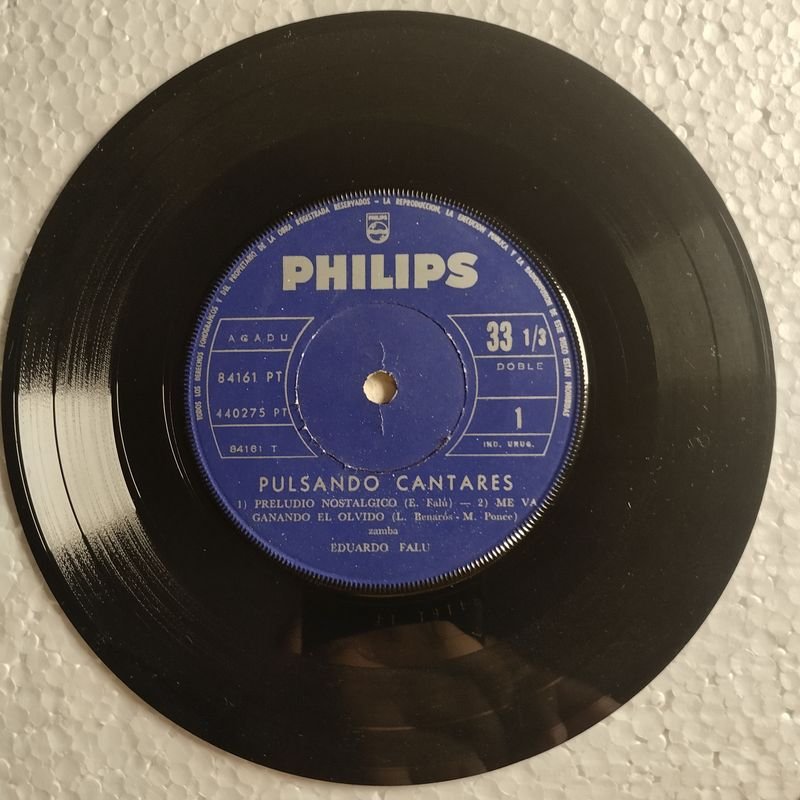 TODOS LOS DERECHOS FONOGRAFICOS Y DEL PROPIETARIO DE LA OBRA REGISTRADA RESERVADOS - LA REPRODUCCION, LA EJECUCION PUBLICA Y LA RADIODIFUSION DE ESTE DISCO ESTAN PROHIBIDAS
PHILIPS
PHILIPS
AGADU
84161 PT
440275 PT
84161 T
33 1/3
DOBLE
1
IND. URUG.
PULSANDO CANTARES
1) PRELUDIO NOSTALGICO (E. Falú) — 2) ME VA
GANANDO EL OLVIDO (L. Benarós - M. Ponce)
zamba
EDUARDO FALU